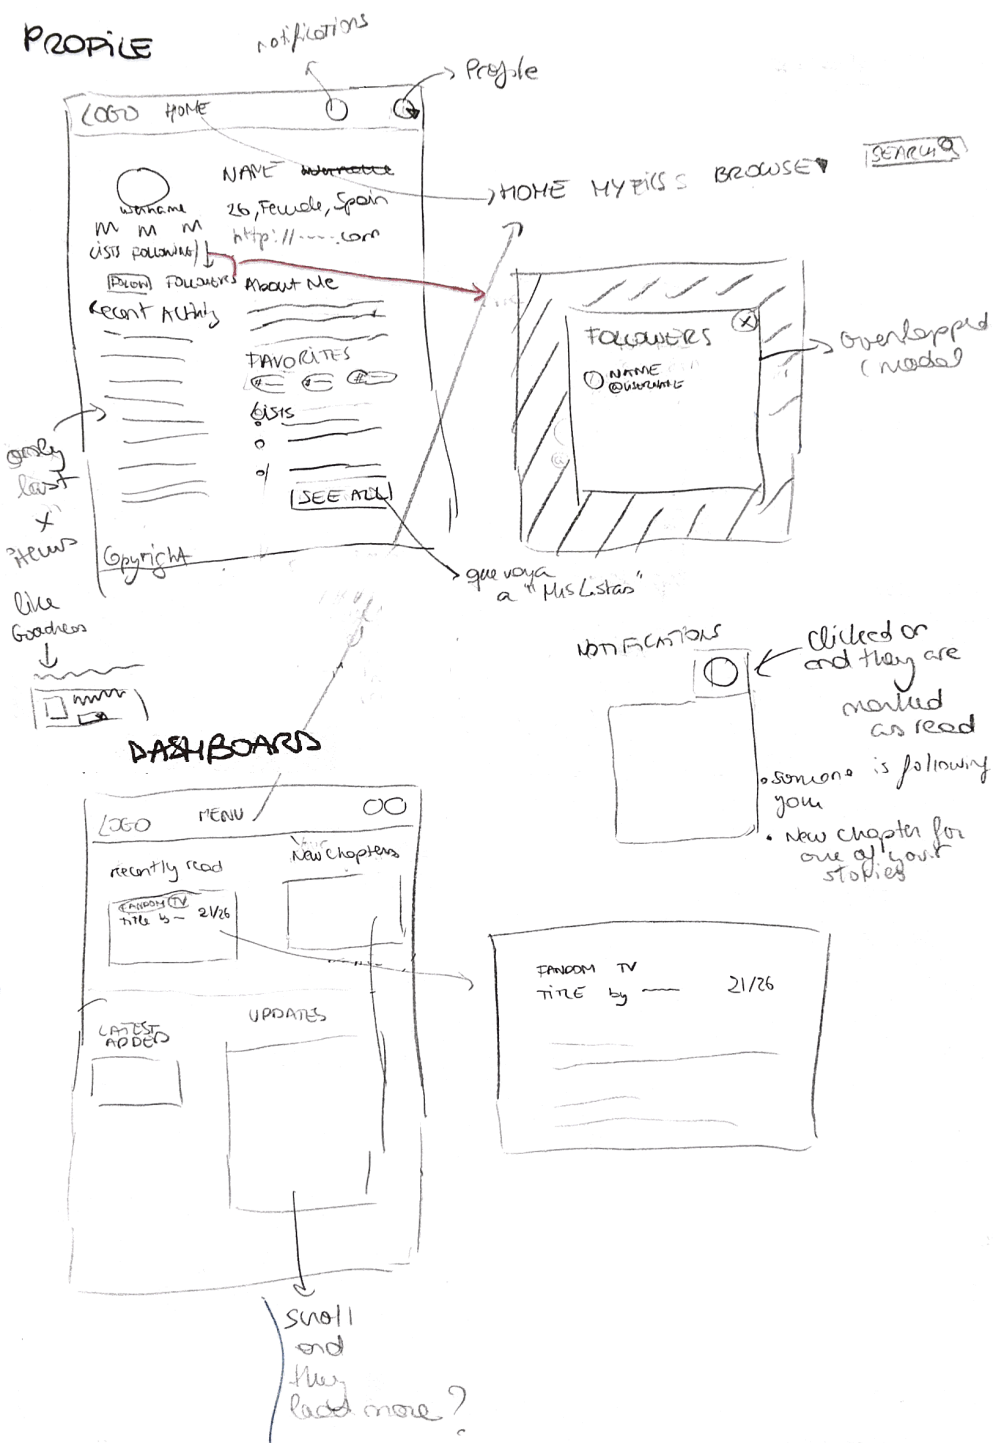 PROFILE
notifications
Profile
LOGO HOME
NAME username
username
26, Female, Spain
http://-----.com
M M M
LISTS FOLLOWING
FOLLOW FOLLOWERS
About Me
Recent Activity
FAVORITES
LISTS
SEE ALL
Copyright
only
last
x
items
like
Goodreads
HOME MY FICS BROWSE SEARCH
FOLLOWERS
X
NAME
@USERNAME
overlapped
(modal
que vaya
a "Mis Listas"
NOTIFICATIONS
clicked on
and they are
marked
as read
• someone is following
you
• New chapter for
one of your
stories
DASHBOARD
LOGO MENU
recently read
New Chapters
FANDOM TV
Title by — 21/26
LATEST
ADDED
UPDATES
FANDOM TV
TITLE by — 21/26
scroll
and
they
load more?